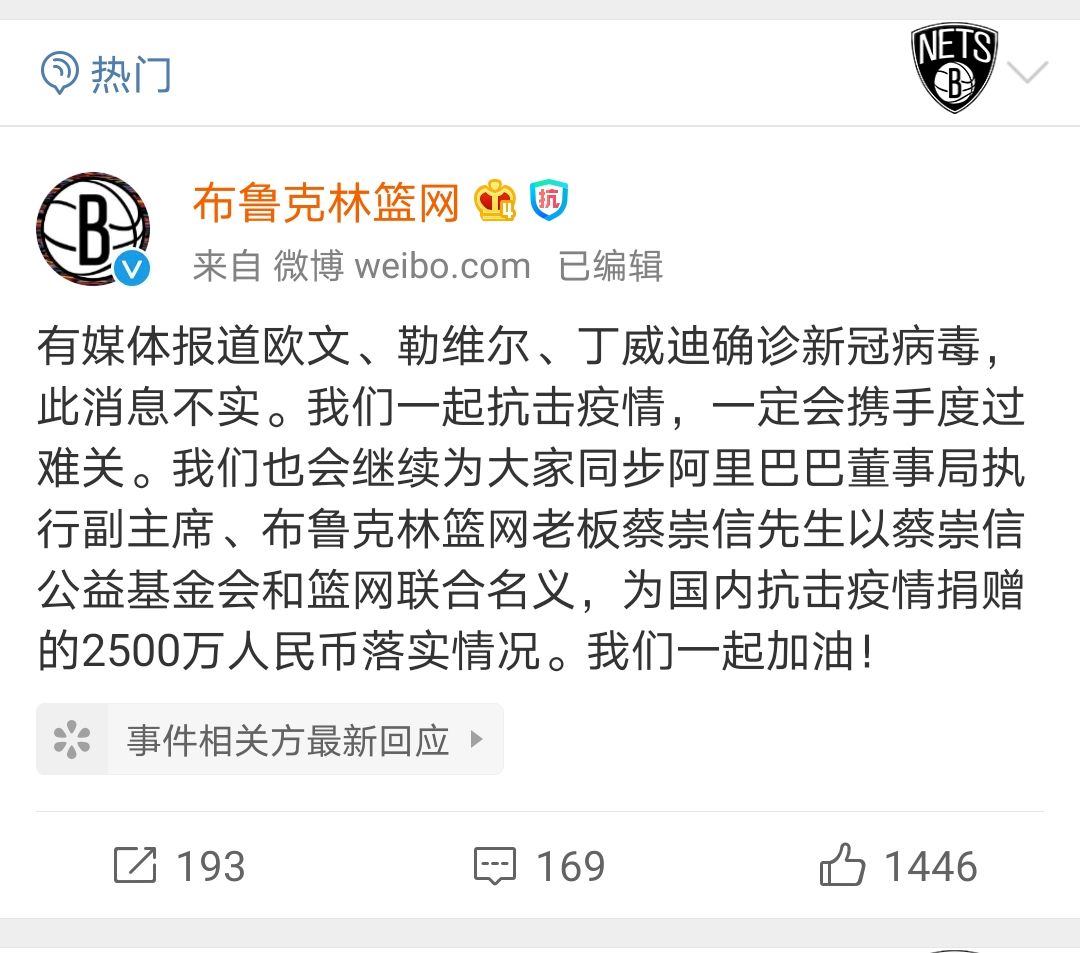 热门
NETS
B
B
布鲁克林篮网 4 抗
来自 微博 weibo.com 已编辑
有媒体报道欧文、勒维尔、丁威迪确诊新冠病毒，
此消息不实。我们一起抗击疫情，一定会携手度过
难关。我们也会继续为大家同步阿里巴巴董事局执
行副主席、布鲁克林篮网老板蔡崇信先生以蔡崇信
公益基金会和篮网联合名义，为国内抗击疫情捐赠
的2500万人民币落实情况。我们一起加油！
事件相关方最新回应
193 169 1446